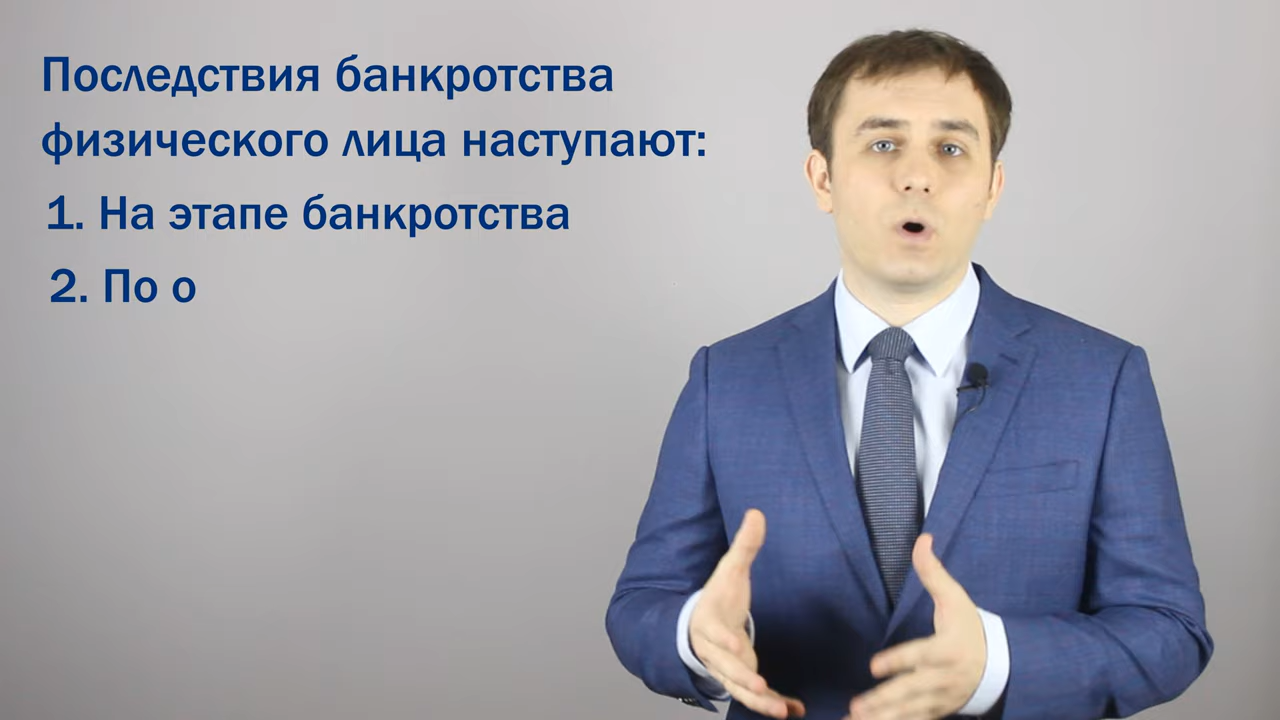 Последствия банкротства
физического лица наступают:
1. На этапе банкротства
2. По о